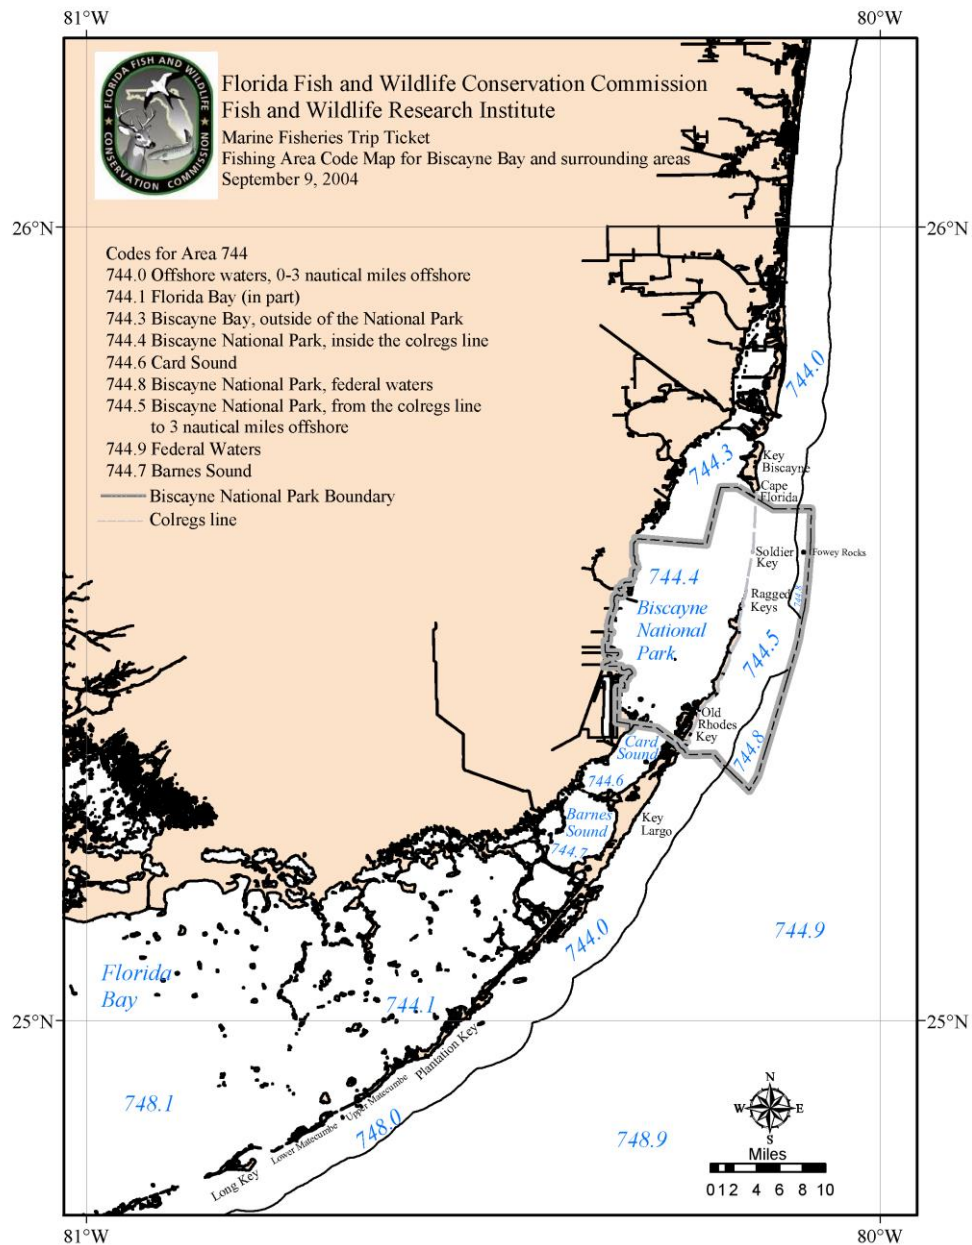 81°W
80°W
FLORIDA FISH AND WILDLIFE
CONSERVATION COMMISSION
Florida Fish and Wildlife Conservation Commission
Fish and Wildlife Research Institute
Marine Fisheries Trip Ticket
Fishing Area Code Map for Biscayne Bay and surrounding areas
September 9, 2004
26°N
26°N
Codes for Area 744
744.0 Offshore waters, 0-3 nautical miles offshore
744.1 Florida Bay (in part)
744.3 Biscayne Bay, outside of the National Park
744.4 Biscayne National Park, inside the colregs line
744.6 Card Sound
744.8 Biscayne National Park, federal waters
744.5 Biscayne National Park, from the colregs line
to 3 nautical miles offshore
744.9 Federal Waters
744.7 Barnes Sound
Biscayne National Park Boundary
Colregs line
744.0
744.3
Key
Biscayne
Cape
Florida
Soldier
Key
Fowey Rocks
744.4
Biscayne
National
Park
Ragged
Keys
744.8
744.5
Old
Rhodes
Key
744.8
Card
Sound
744.6
Barnes
Sound
744.7
Key
Largo
744.0
744.9
Florida
Bay
744.1
25°N
25°N
Plantation Key
Upper Matecumbe
Lower Matecumbe
Long Key
748.1
748.0
748.9
N
W
E
S
Miles
0 1 2 4 6 8 10
81°W
80°W